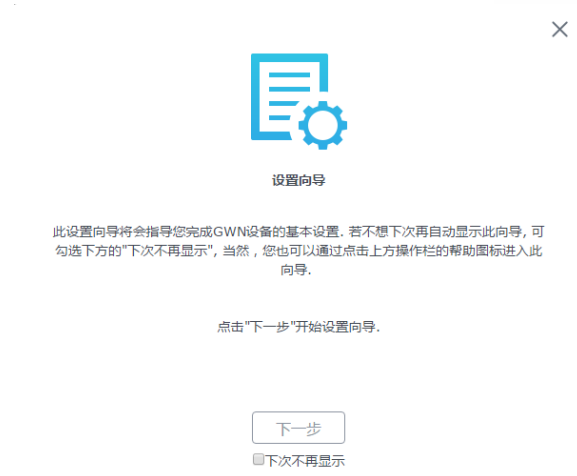 设置向导
此设置向导将会指导您完成GWN设备的基本设置. 若不想下次再自动显示此向导, 可
勾选下方的"下次不再显示", 当然，您也可以通过点击上方操作栏的帮助图标进入此
向导.
点击"下一步"开始设置向导.
下一步
下次不再显示